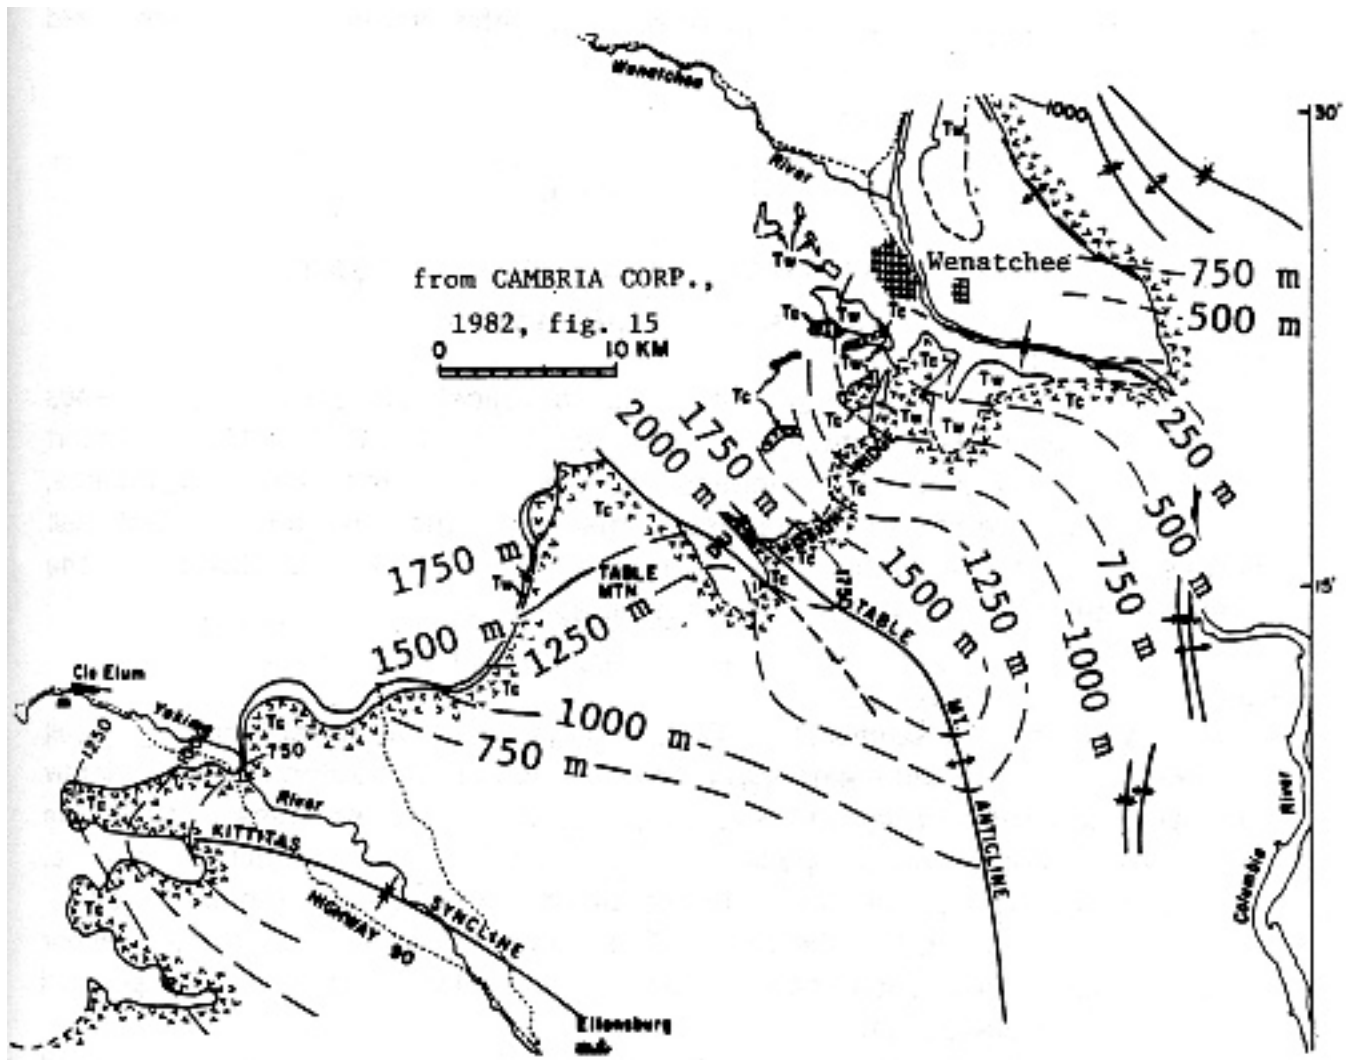 Wenatchee
River
1000
30'
Tw
Tw
Wenatchee
750 m
500 m
from CAMBRIA CORP.,
1982, fig. 15
0 10 KM
Tc
Tw
Tc
Tw
Tc
Tw
Tc
Tc
Tc
Tw
Tw
2000 m
1750 m
250 m
500 m
750 m
1000 m
1250 m
1500 m
RIDGE
Tc
Tc
Tc
Tc
1750 m
Tw
TABLE
MTN.
1250
15'
TABLE
MT.
ANTICLINE
1500 m
1250 m
Tc
Cle Elum
Yakima
1250
Tc
750
1000 m
750 m
Tc
River
KITTITAS
SYNCLINE
HIGHWAY 90
Tc
Ellensburg
Columbia
River